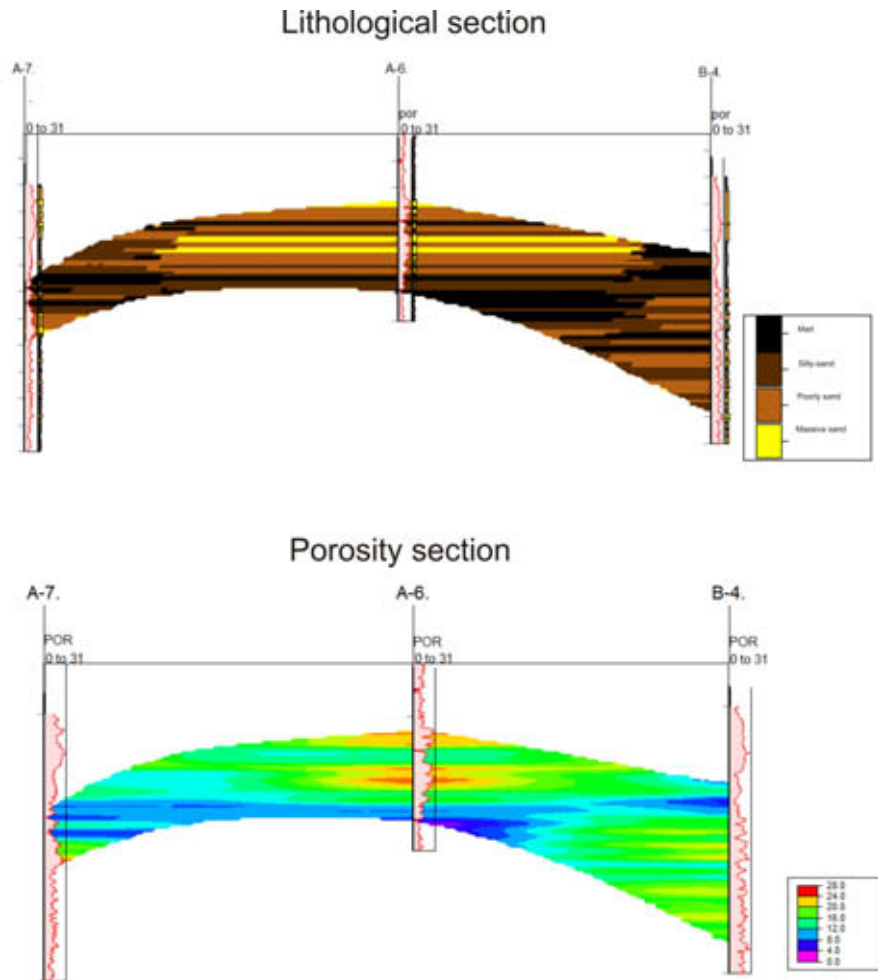 Lithological section
A-7.
A-6.
B-4.
0 to 31
por
0 to 31
por
0 to 31
Marl
Silty-sand
Poorly sand
Massive sand
Porosity section
A-7.
A-6.
B-4.
POR
0 to 31
POR
0 to 31
POR
0 to 31
28.0
24.0
20.0
16.0
12.0
8.0
4.0
0.0